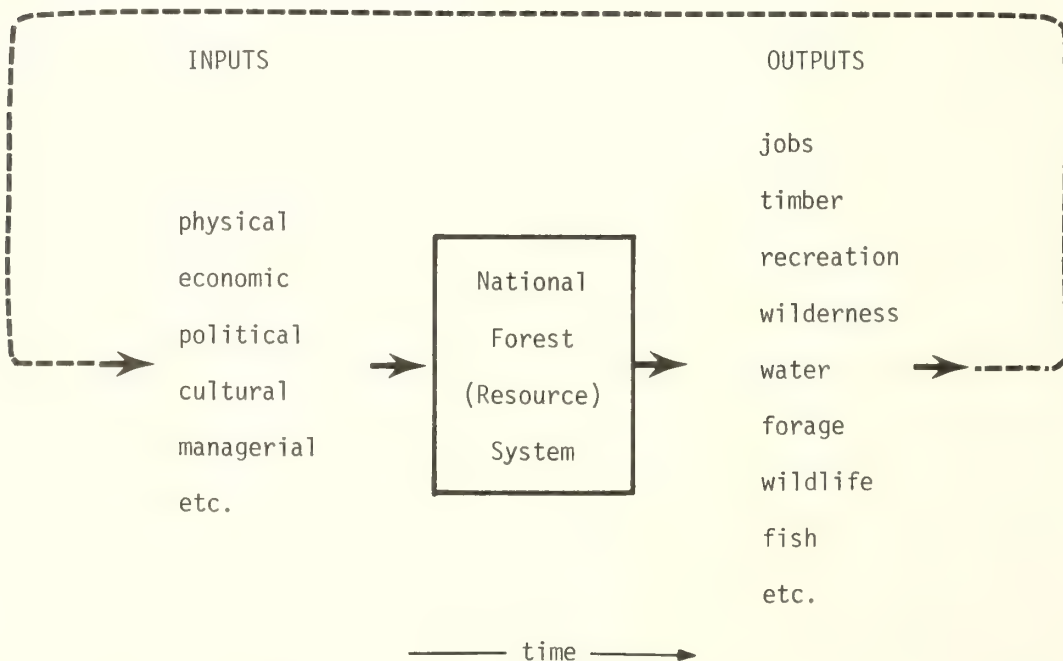 INPUTS
physical
economic
political
cultural
managerial
etc.
National
Forest
(Resource)
System
OUTPUTS
jobs
timber
recreation
wilderness
water
forage
wildlife
fish
etc.
time